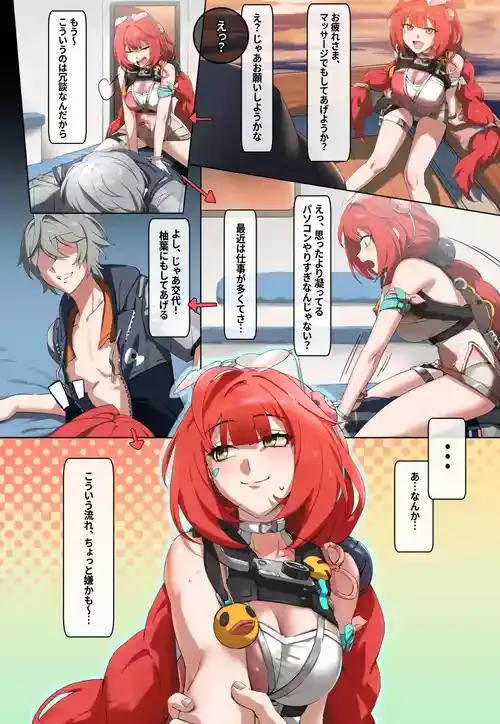 お疲れさま、
マッサージでもしてあげようか?
え?じゃあお願いしようかな
えっ?
もぅ〜
こういうのは冗談なんだから
えっ、思ったより凝ってる
パソコンやりすぎなんじゃない?
最近は仕事が多くてさ…
よし、じゃあ交代!
柚葉にもしてあげる
…
あ…なんか…
こういう流れ、ちょっと嫌かも〜…